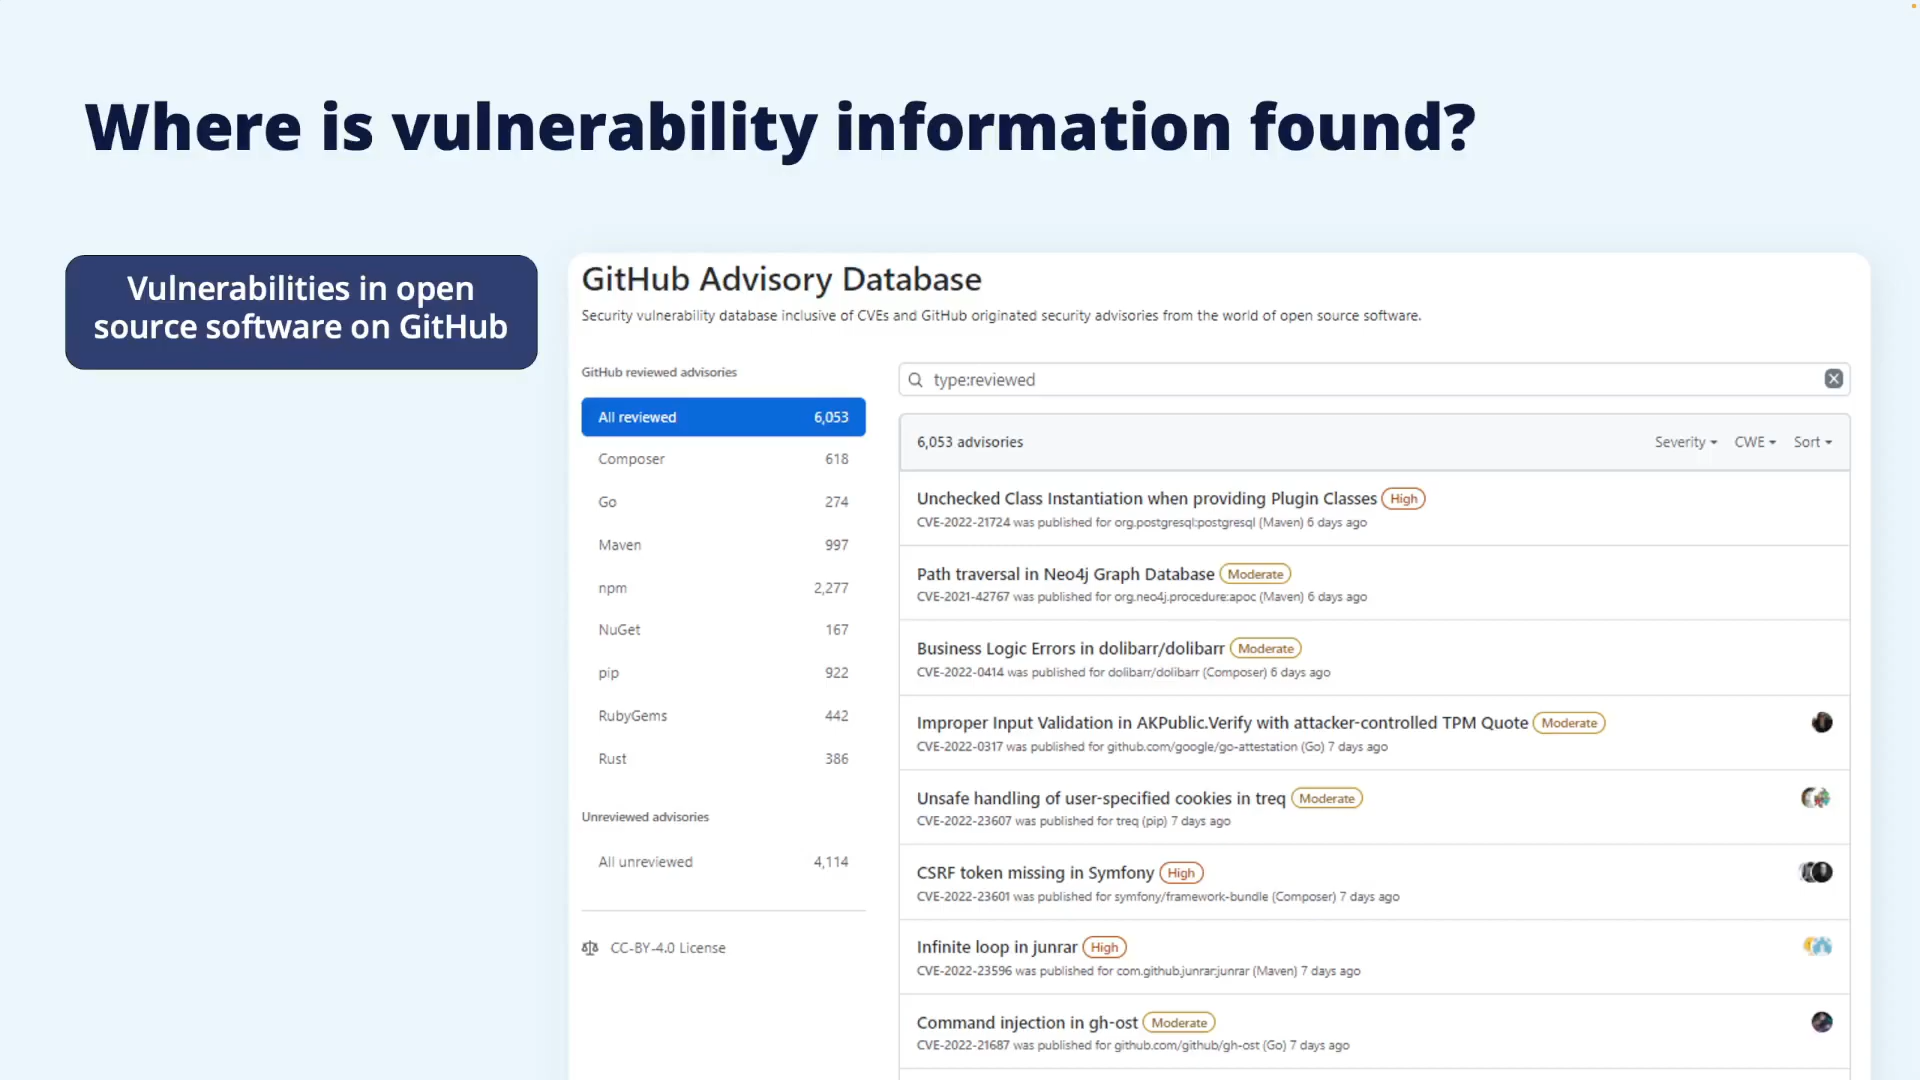 Where is vulnerability information found?
Vulnerabilities in open
source software on GitHub
GitHub Advisory Database
Security vulnerability database inclusive of CVEs and GitHub originated security advisories from the world of open source software.
GitHub reviewed advisories
All reviewed 6,053
Composer 618
Go 274
Maven 997
npm 2,277
NuGet 167
pip 922
RubyGems 442
Rust 386
Unreviewed advisories
All unreviewed 4,114
CC-BY-4.0 License
type:reviewed
6,053 advisories Severity CWE Sort
Unchecked Class Instantiation when providing Plugin Classes High
CVE-2022-21724 was published for org.postgresql:postgresql (Maven) 6 days ago
Path traversal in Neo4j Graph Database Moderate
CVE-2021-42767 was published for org.neo4j.procedure:apoc (Maven) 6 days ago
Business Logic Errors in dolibarr/dolibarr Moderate
CVE-2022-0414 was published for dolibarr/dolibarr (Composer) 6 days ago
Improper Input Validation in AKPublic.Verify with attacker-controlled TPM Quote Moderate
CVE-2022-0317 was published for github.com/google/go-attestation (Go) 7 days ago
Unsafe handling of user-specified cookies in treq Moderate
CVE-2022-23607 was published for treq (pip) 7 days ago
CSRF token missing in Symfony High
CVE-2022-23601 was published for symfony/framework-bundle (Composer) 7 days ago
Infinite loop in junrar High
CVE-2022-23596 was published for com.github.junrar:junrar (Maven) 7 days ago
Command injection in gh-ost Moderate
CVE-2022-21687 was published for github.com/github/gh-ost (Go) 7 days ago